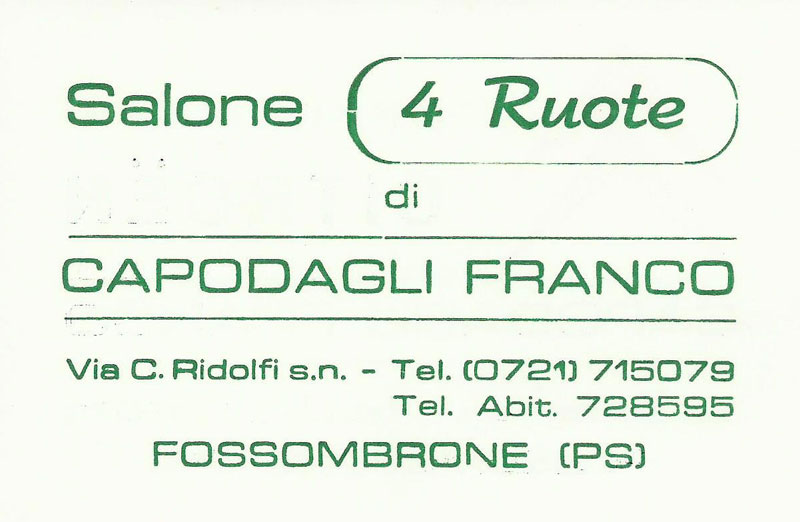 Salone 4 Ruote
di
CAPODAGLI FRANCO
Via C. Ridolfi s.n. - Tel. (0721) 715079
Tel. Abit. 728595
FOSSOMBRONE (PS)